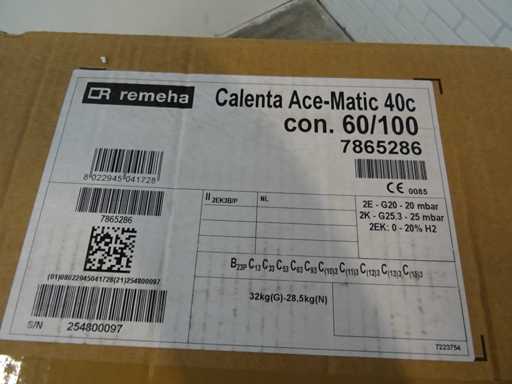 remeha
Calenta Ace-Matic 40c
con. 60/100
7865286
8 022945 041728
CE 0085
7865286
II 2EK3B/P
NL
2E - G20 - 20 mbar
2K - G25.3 - 25 mbar
2EK: 0 - 20% H2
(01)08022945041728(21)254800097
B23P C13 C33 C53 C63 C93 C(10)3 C(11)3 C(12)3 C(13)3 C(15)3
32kg(G)-28,5kg(N)
S/N 254800097
7223754